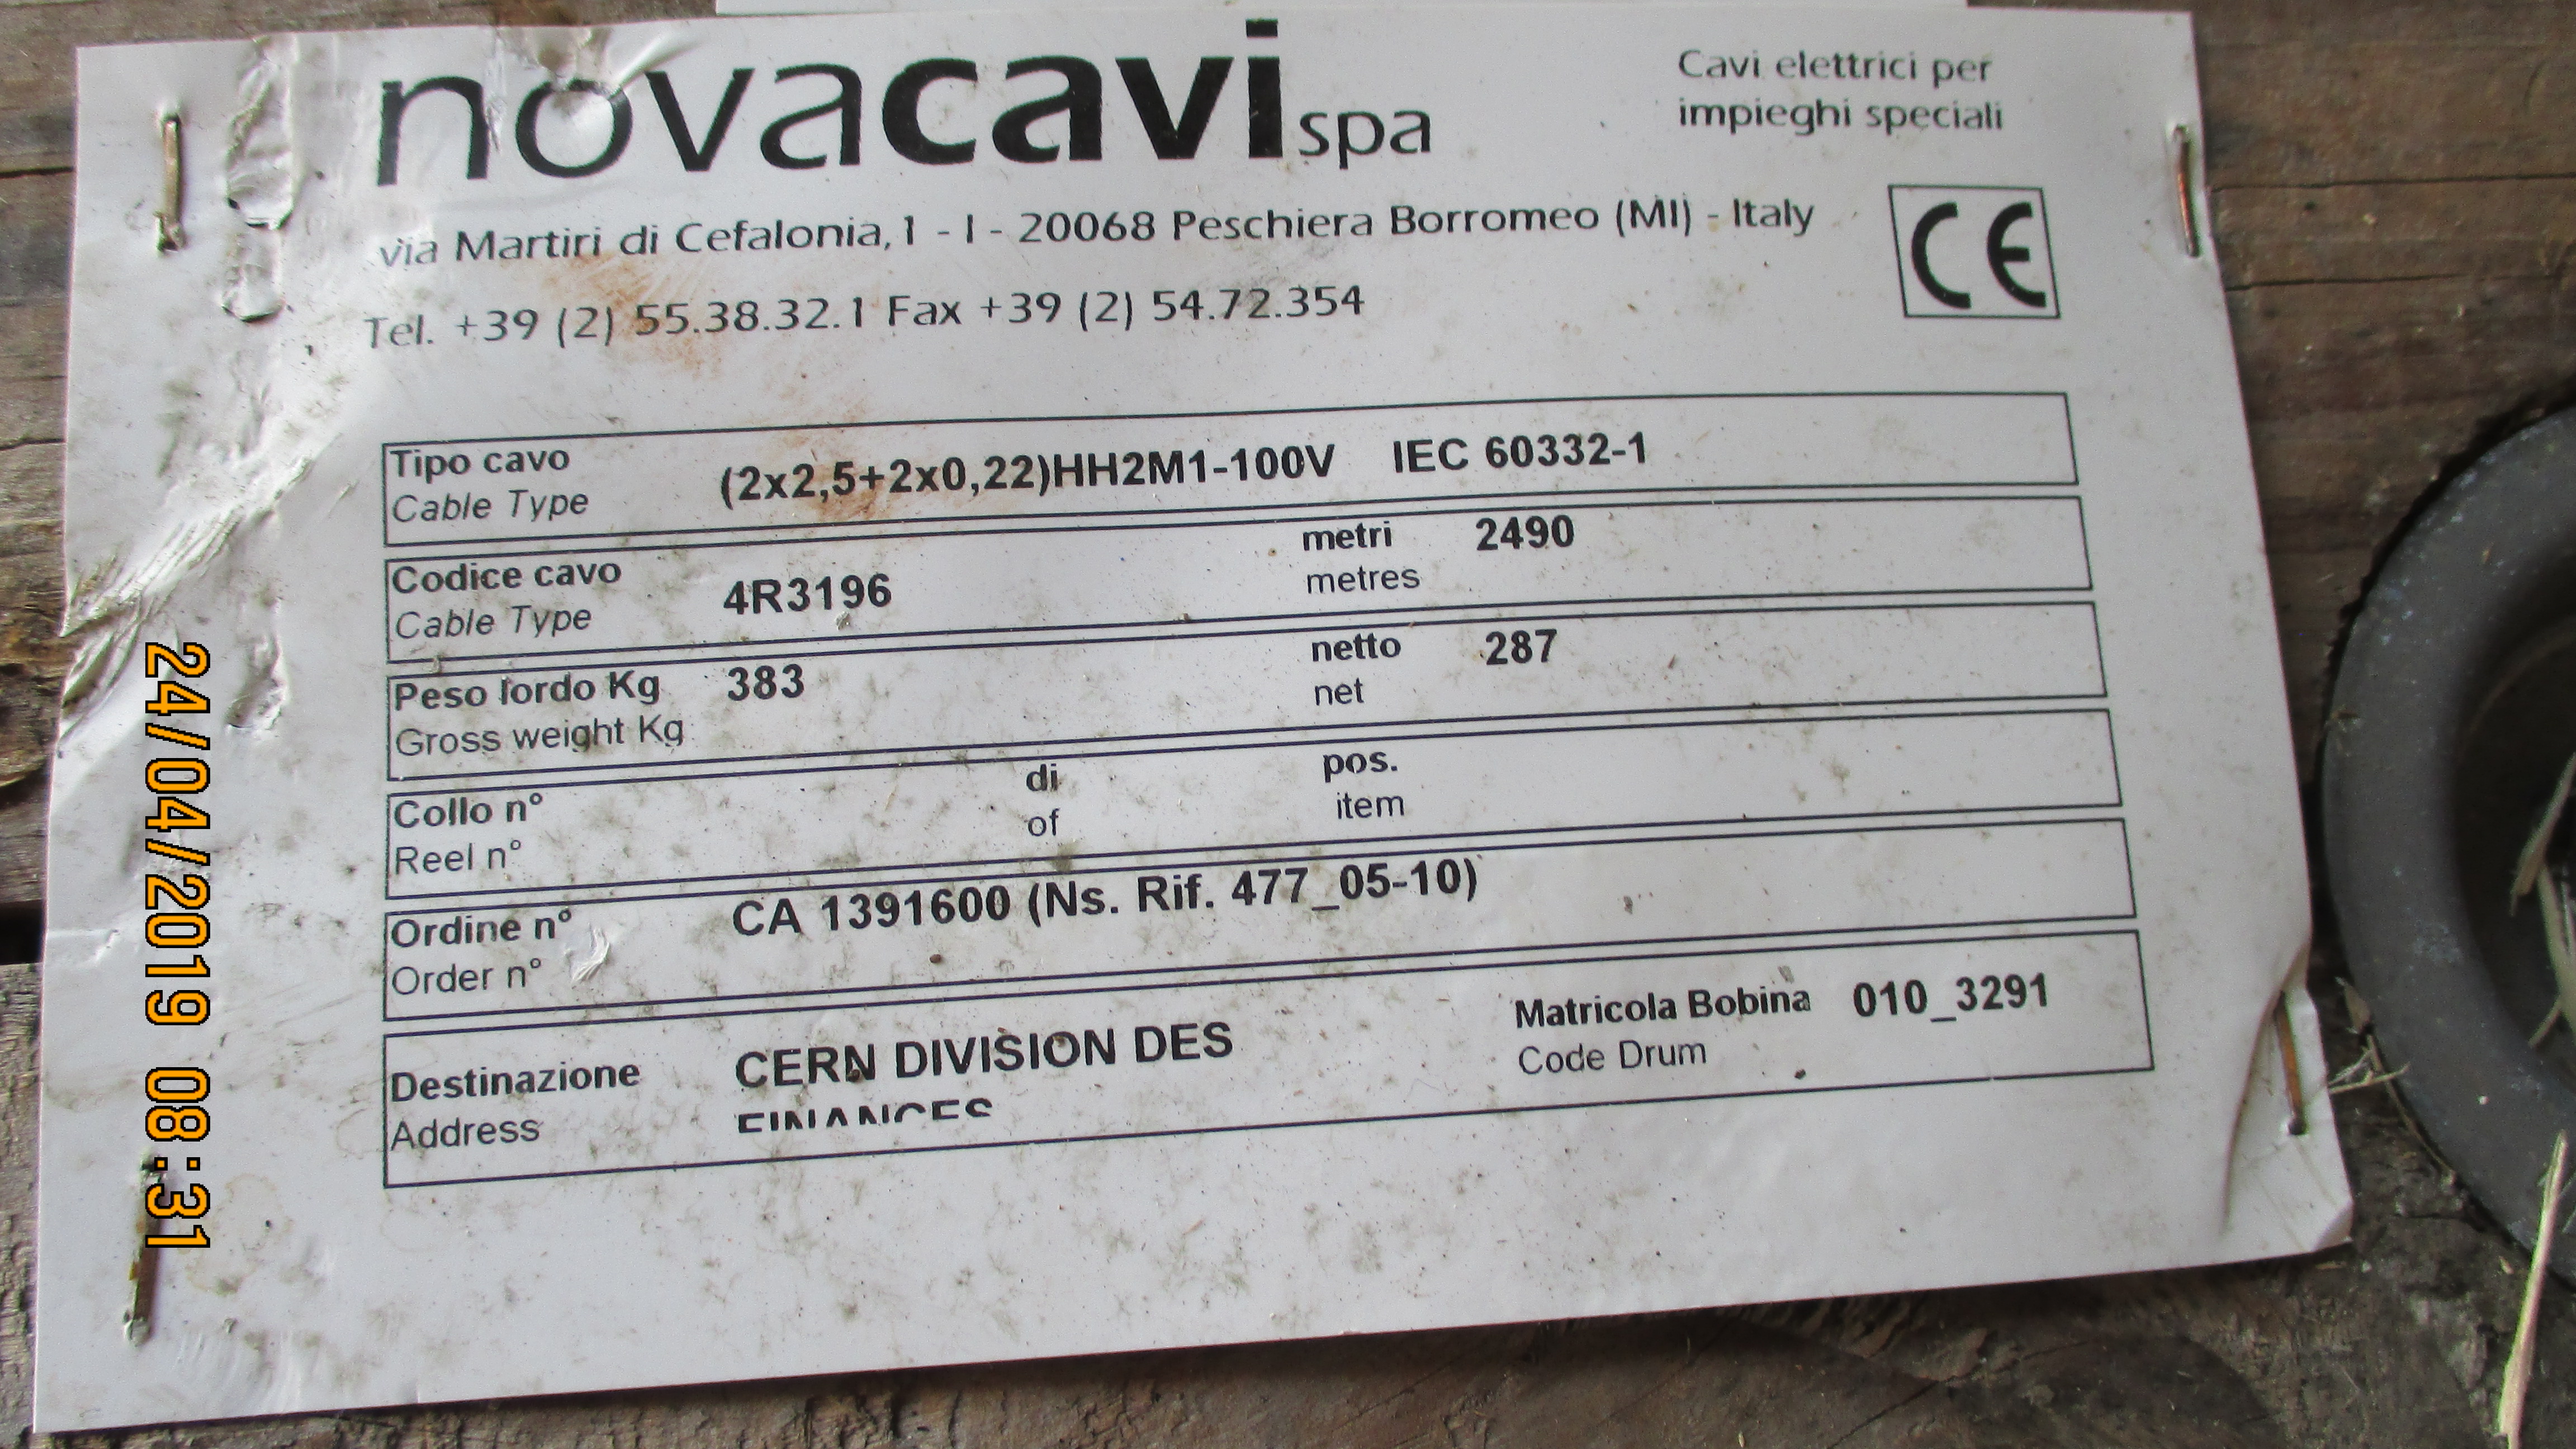 novacavi spa
Cavi elettrici per
impieghi speciali
via Martiri di Cefalonia, 1 - I - 20068 Peschiera Borromeo (MI) - Italy
CE
Tel. +39 (2) 55.38.32.1 Fax +39 (2) 54.72.354
Tipo cavo
Cable Type
(2x2,5+2x0,22)HH2M1-100V IEC 60332-1
Codice cavo
Cable Type
4R3196
metri
metres
2490
Peso lordo Kg
Gross weight Kg
383
netto
net
287
Collo n°
Reel n°
di
of
pos.
item
Ordine n°
Order n°
CA 1391600 (Ns. Rif. 477_05-10)
Destinazione
Address
CERN DIVISION DES
FINANCES
Matricola Bobina
Code Drum
010_3291
24/04/2019 08:31